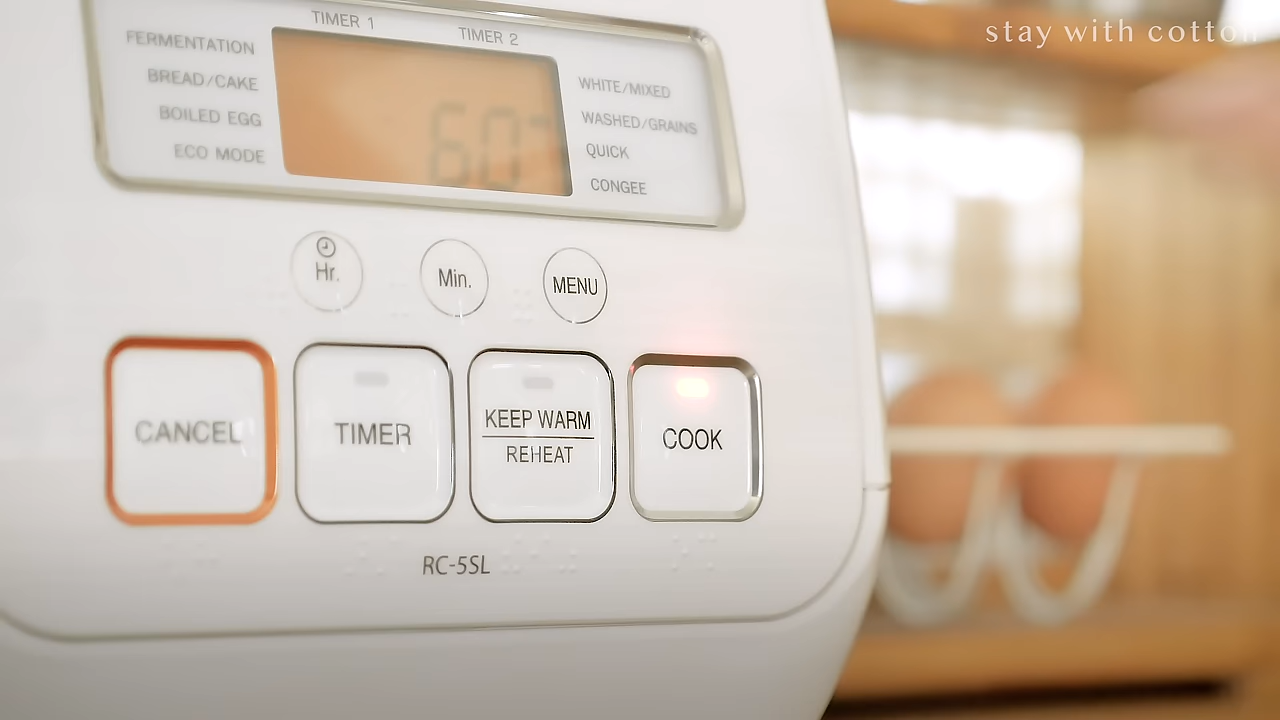 stay with cotton
TIMER 1
TIMER 2
FERMENTATION
BREAD/CAKE
BOILED EGG
ECO MODE
60
WHITE/MIXED
WASHED/GRAINS
QUICK
CONGEE
Hr.
Min.
MENU
CANCEL
TIMER
KEEP WARM
REHEAT
COOK
RC-5SL